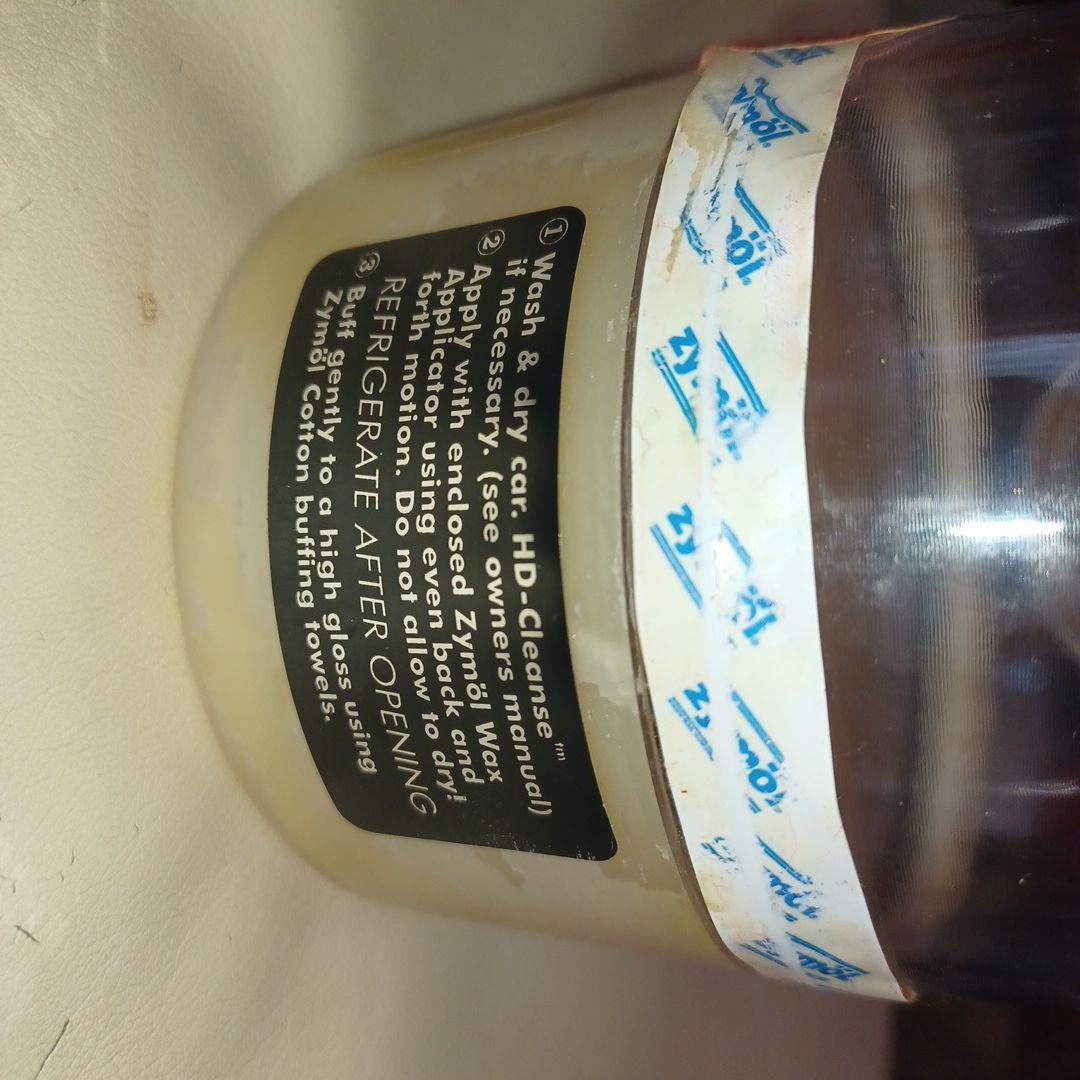 ① Wash & dry car. HD-Cleanse™
if necessary. (see owners manual)
② Apply with enclosed Zymöl Wax
Applicator using even back and
forth motion. Do not allow to dry!
REFRIGERATE AFTER OPENING
③ Buff gently to a high gloss using
Zymöl Cotton buffing towels.
zymöl
zymöl
zymöl
zymöl
zymöl